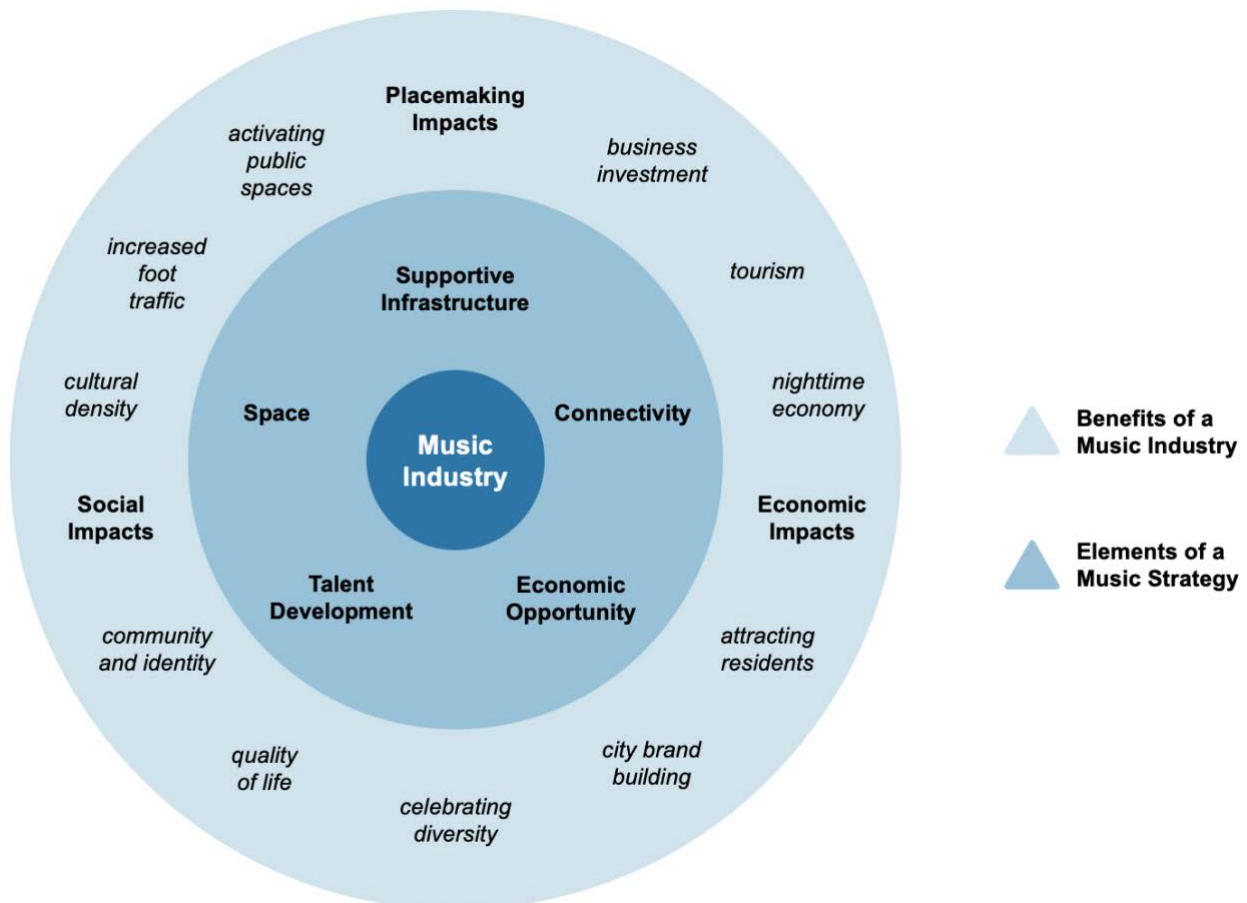 Placemaking
Impacts
activating
public
spaces
business
investment
increased
foot
traffic
tourism
Supportive
Infrastructure
cultural
density
nighttime
economy
Space
Connectivity
Music
Industry
Social
Impacts
Economic
Impacts
Talent
Development
Economic
Opportunity
community
and identity
attracting
residents
quality
of life
city brand
building
celebrating
diversity
Benefits of a
Music Industry
Elements of a
Music Strategy